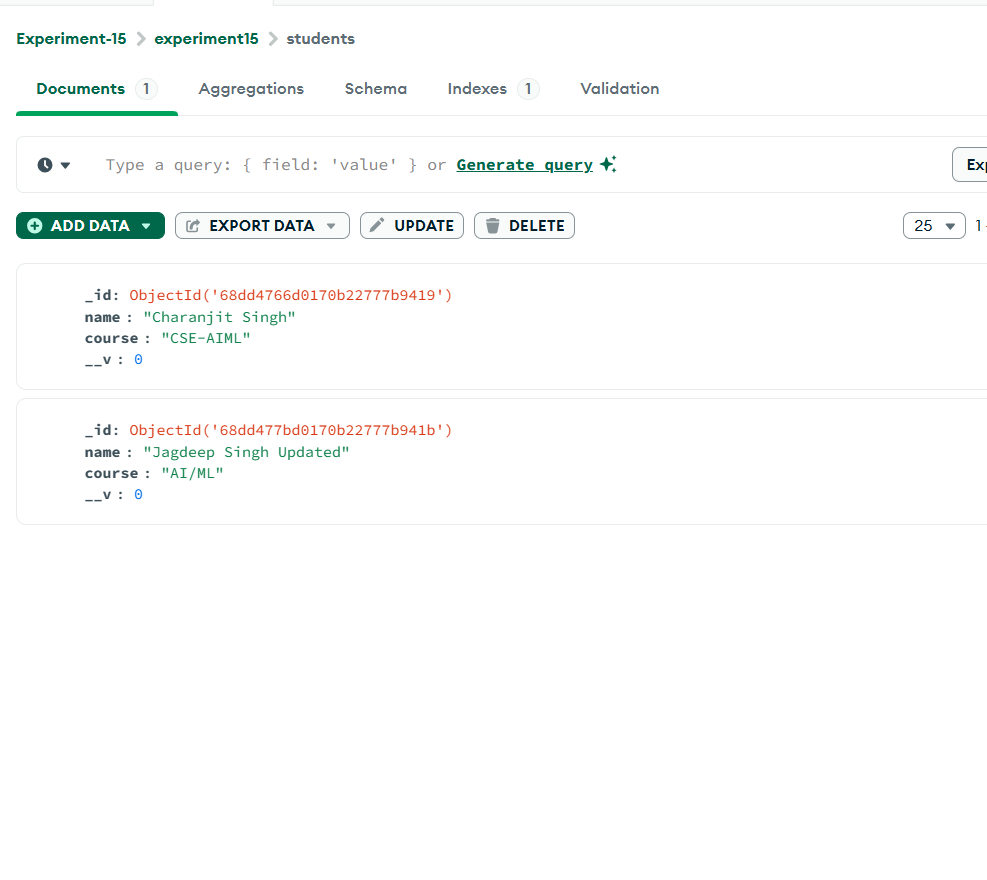 Experiment-15 > experiment15 > students
Documents 1 Aggregations Schema Indexes 1 Validation
Type a query: { field: 'value' } or Generate query
Exp
ADD DATA EXPORT DATA UPDATE DELETE 25 1 -
_id: ObjectId('68dd4766d0170b22777b9419')
name : "Charanjit Singh"
course : "CSE-AIML"
__v : 0
_id: ObjectId('68dd477bd0170b22777b941b')
name : "Jagdeep Singh Updated"
course : "AI/ML"
__v : 0